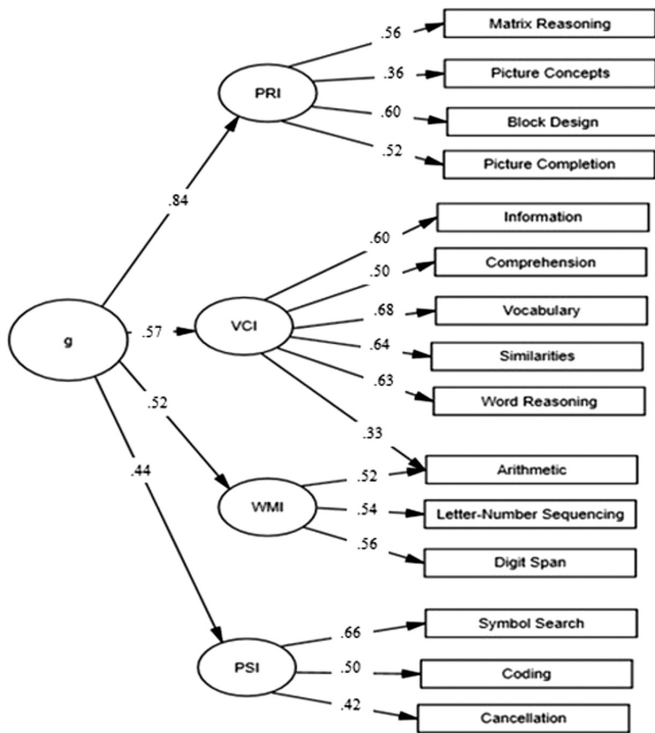 .56 Matrix Reasoning
.36 Picture Concepts
PRI
.60 Block Design
.52 Picture Completion
.84
.60 Information
.50 Comprehension
g .57 VCI .68 Vocabulary
.64 Similarities
.63 Word Reasoning
.52
.33
.44
.52 Arithmetic
WMI .54 Letter-Number Sequencing
.56 Digit Span
.66 Symbol Search
PSI .50 Coding
.42 Cancellation